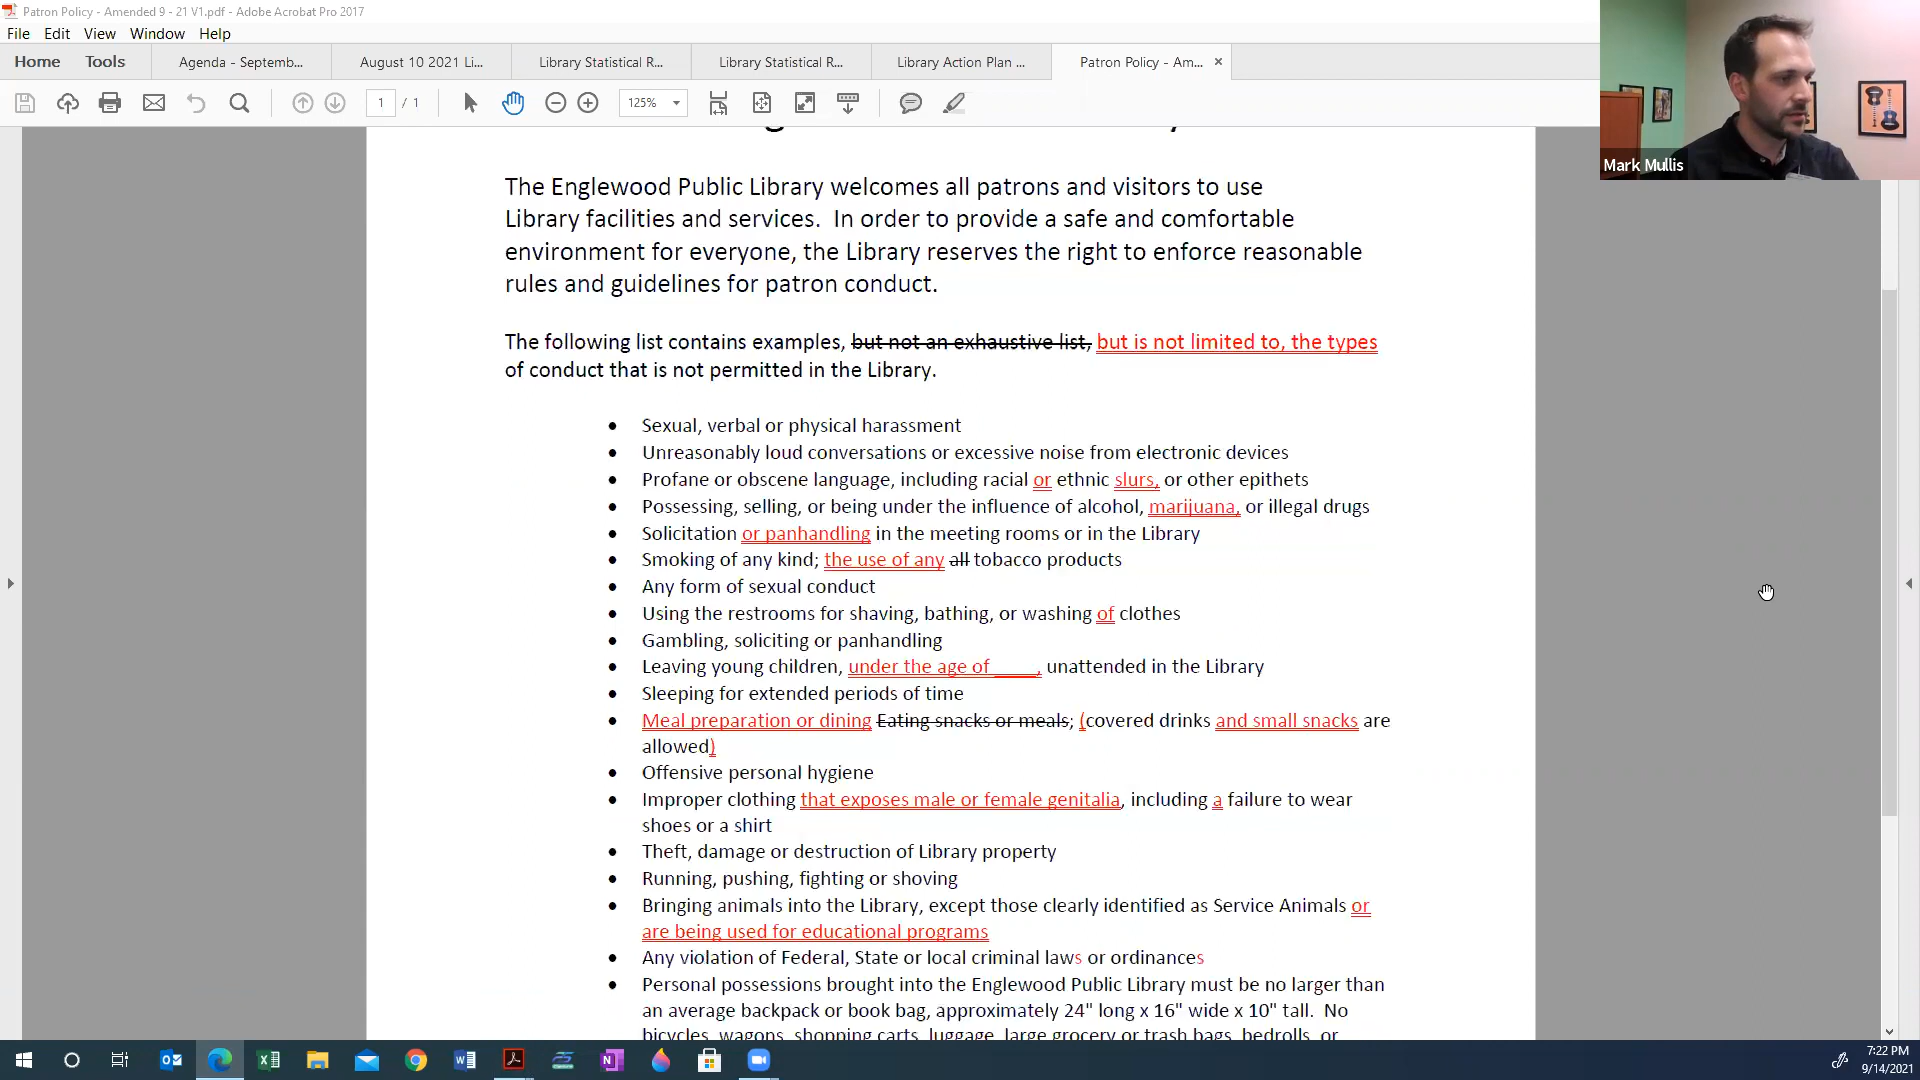 Patron Policy - Amended 9 - 21 V1.pdf - Adobe Acrobat Pro 2017
File Edit View Window Help
Home Tools Agenda - Septemb... August 10 2021 Li... Library Statistical R... Library Statistical R... Library Action Plan ... Patron Policy - Am... ×
1 / 1 125%
Mark Mullis
The Englewood Public Library welcomes all patrons and visitors to use
Library facilities and services. In order to provide a safe and comfortable
environment for everyone, the Library reserves the right to enforce reasonable
rules and guidelines for patron conduct.
The following list contains examples, but not an exhaustive list, but is not limited to, the types
of conduct that is not permitted in the Library.
• Sexual, verbal or physical harassment
• Unreasonably loud conversations or excessive noise from electronic devices
• Profane or obscene language, including racial or ethnic slurs, or other epithets
• Possessing, selling, or being under the influence of alcohol, marijuana, or illegal drugs
• Solicitation or panhandling in the meeting rooms or in the Library
• Smoking of any kind; the use of any all tobacco products
• Any form of sexual conduct
• Using the restrooms for shaving, bathing, or washing of clothes
• Gambling, soliciting or panhandling
• Leaving young children, under the age of ____, unattended in the Library
• Sleeping for extended periods of time
• Meal preparation or dining Eating snacks or meals; (covered drinks and small snacks are
allowed)
• Offensive personal hygiene
• Improper clothing that exposes male or female genitalia, including a failure to wear
shoes or a shirt
• Theft, damage or destruction of Library property
• Running, pushing, fighting or shoving
• Bringing animals into the Library, except those clearly identified as Service Animals or
are being used for educational programs
• Any violation of Federal, State or local criminal laws or ordinances
• Personal possessions brought into the Englewood Public Library must be no larger than
an average backpack or book bag, approximately 24" long x 16" wide x 10" tall. No
bicycles, wagons, shopping carts, luggage, large grocery or trash bags, bedrolls, or
7:22 PM
9/14/2021